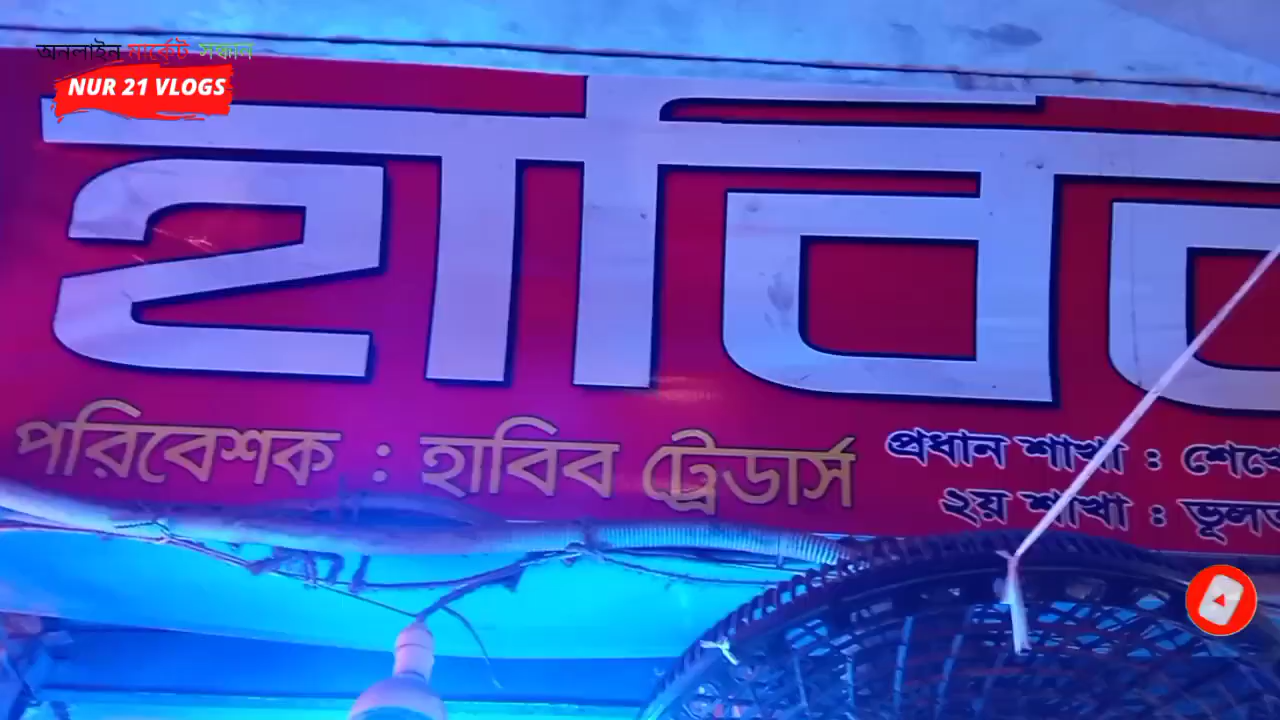 অনলাইন মার্কেট সন্ধান
NUR 21 VLOGS
পরিবেশক : হাবিব ট্রেডার্স
প্রধান শাখা :
২য় শাখা :